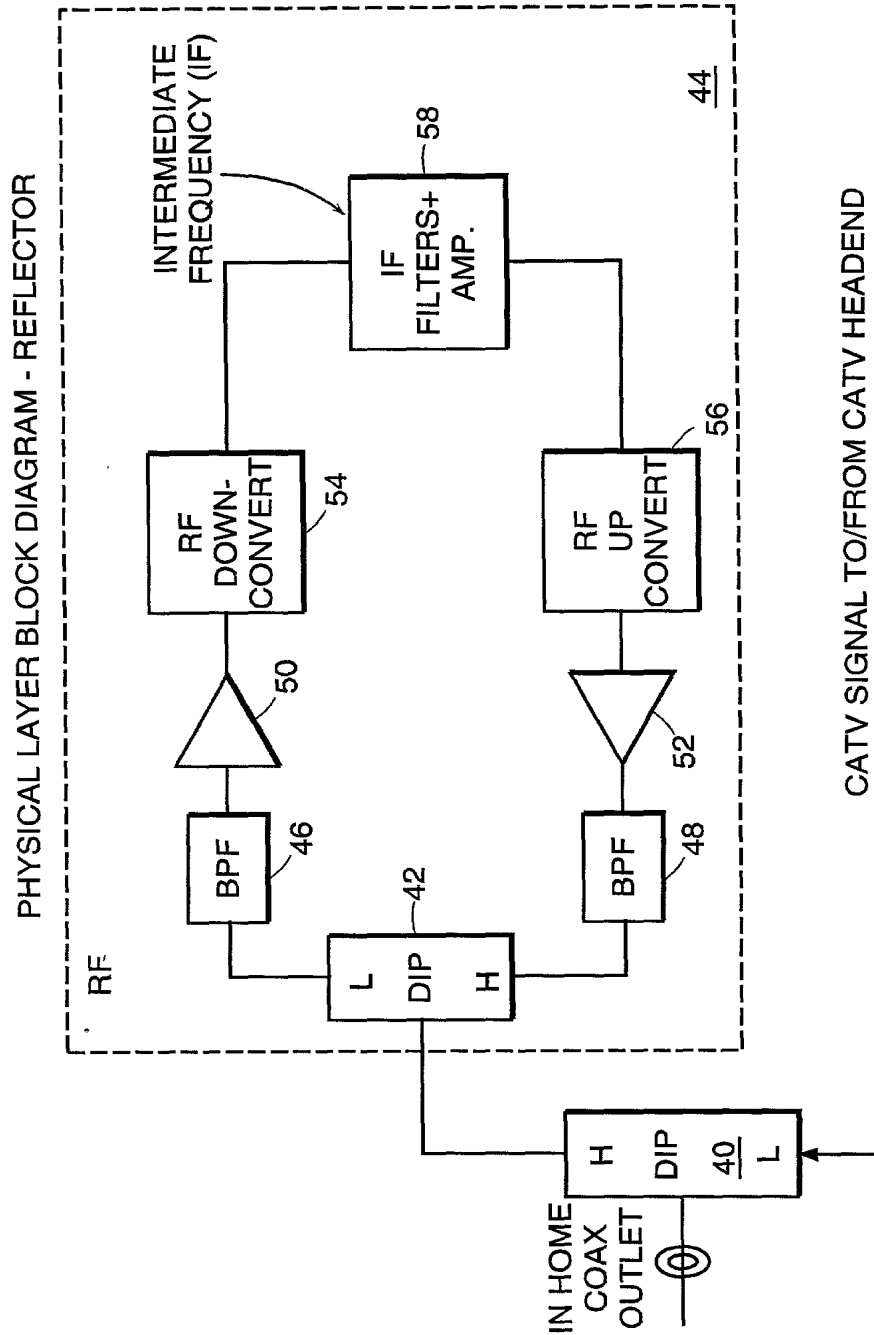 PHYSICAL LAYER BLOCK DIAGRAM - REFLECTOR
RF
INTERMEDIATE
FREQUENCY (IF)
BPF
46
50
RF
DOWN-
CONVERT
54
IF
FILTERS+
AMP.
58
L
DIP
H
42
BPF
48
52
RF
UP
CONVERT
56
44
IN HOME
COAX
OUTLET
H
DIP
40
L
CATV SIGNAL TO/FROM CATV HEADEND